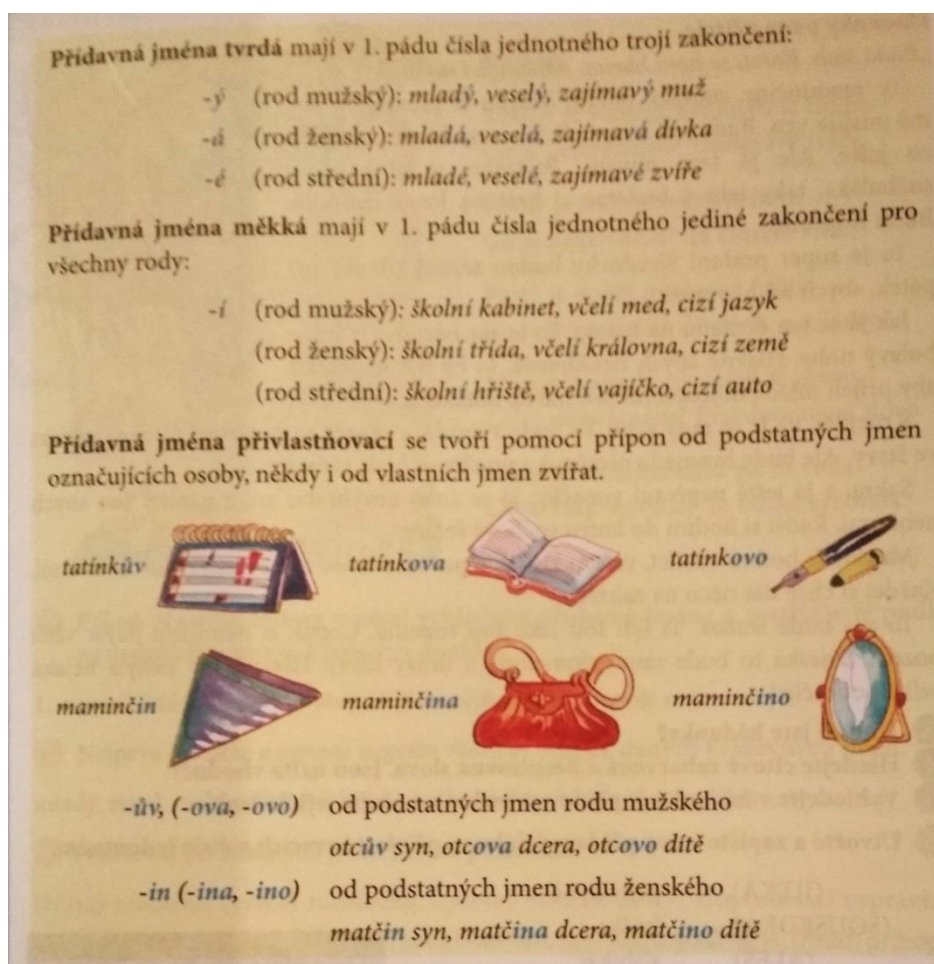 Přídavná jména tvrdá mají v 1. pádu čísla jednotného trojí zakončení:
-ý (rod mužský): mladý, veselý, zajímavý muž
-á (rod ženský): mladá, veselá, zajímavá dívka
-é (rod střední): mladé, veselé, zajímavé zvíře
Přídavná jména měkká mají v 1. pádu čísla jednotného jediné zakončení pro
všechny rody:
-í (rod mužský): školní kabinet, včelí med, cizí jazyk
(rod ženský): školní třída, včelí královna, cizí země
(rod střední): školní hřiště, včelí vajíčko, cizí auto
Přídavná jména přivlastňovací se tvoří pomocí přípon od podstatných jmen
označujících osoby, někdy i od vlastních jmen zvířat.
tatínkův tatínkova tatínkovo
maminčin maminčina maminčino
-ův, (-ova, -ovo) od podstatných jmen rodu mužského
otcův syn, otcova dcera, otcovo dítě
-in (-ina, -ino) od podstatných jmen rodu ženského
matčin syn, matčina dcera, matčino dítě